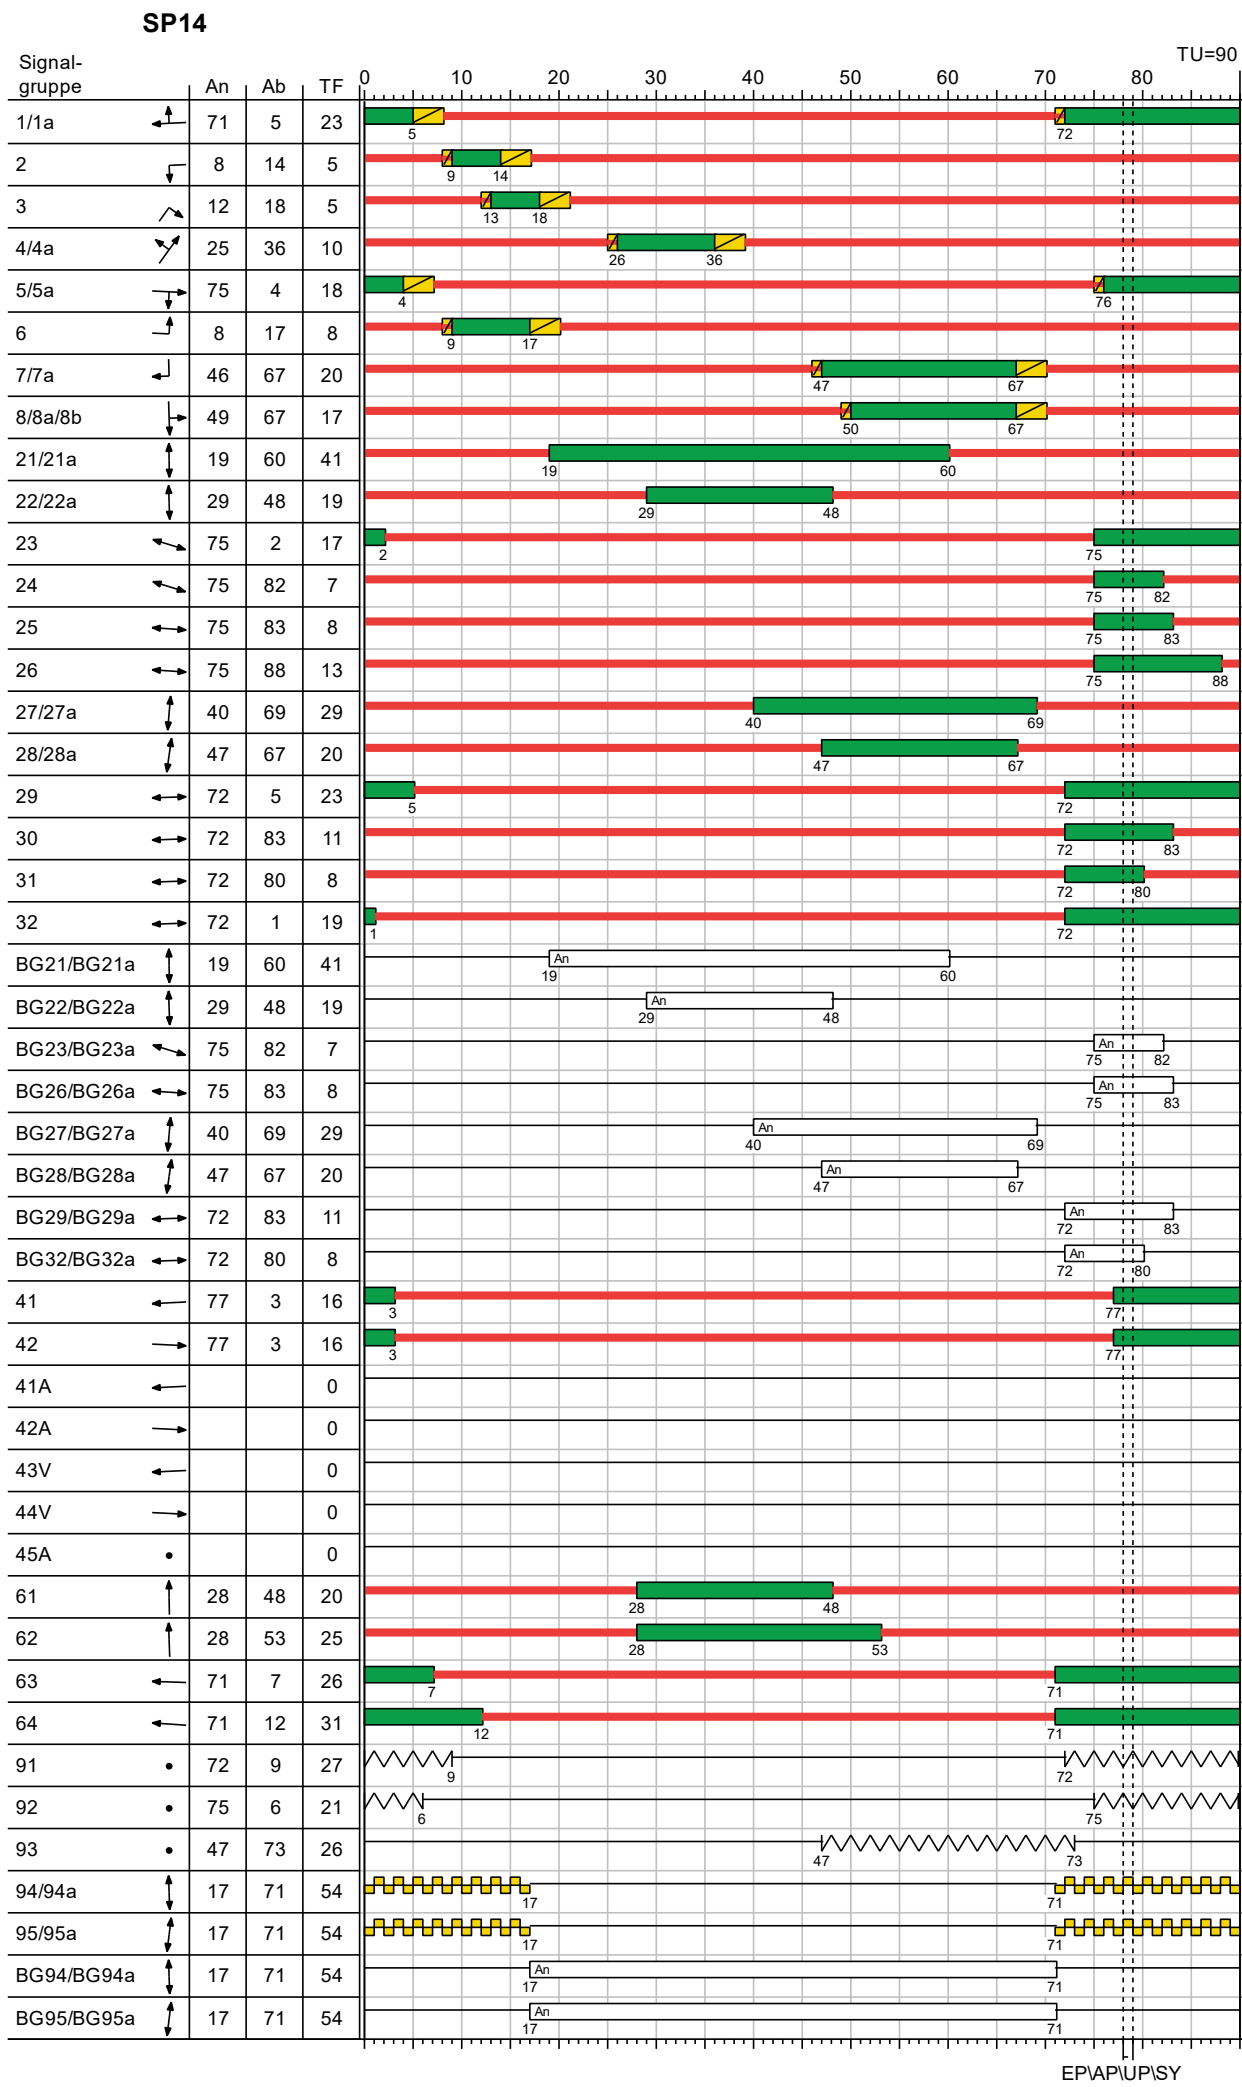 SP14
TU=90
Signal-
gruppe An Ab TF 0 10 20 30 40 50 60 70 80
1/1a 71 5 23
5 72
2 8 14 5
9 14
3 12 18 5
13 18
4/4a 25 36 10
26 36
5/5a 75 4 18
4 76
6 8 17 8
9 17
7/7a 46 67 20
47 67
8/8a/8b 49 67 17
50 67
21/21a 19 60 41
19 60
22/22a 29 48 19
29 48
23 75 2 17
2 75
24 75 82 7
75 82
25 75 83 8
75 83
26 75 88 13
75 88
27/27a 40 69 29
40 69
28/28a 47 67 20
47 67
29 72 5 23
5 72
30 72 83 11
72 83
31 72 80 8
72 80
32 72 1 19
1 72
BG21/BG21a 19 60 41 An
19 60
BG22/BG22a 29 48 19 An
29 48
BG23/BG23a 75 82 7 An
75 82
BG26/BG26a 75 83 8 An
75 83
BG27/BG27a 40 69 29 An
40 69
BG28/BG28a 47 67 20 An
47 67
BG29/BG29a 72 83 11 An
72 83
BG32/BG32a 72 80 8 An
72 80
41 77 3 16
3 77
42 77 3 16
3 77
41A 0
42A 0
43V 0
44V 0
45A 0
61 28 48 20
28 48
62 28 53 25
28 53
63 71 7 26
7 71
64 71 12 31
12 71
91 72 9 27
9 72
92 75 6 21
6 75
93 47 73 26
47 73
94/94a 17 71 54
17 71
95/95a 17 71 54
17 71
BG94/BG94a 17 71 54 An
17 71
BG95/BG95a 17 71 54 An
17 71
EP\AP\UP\SY